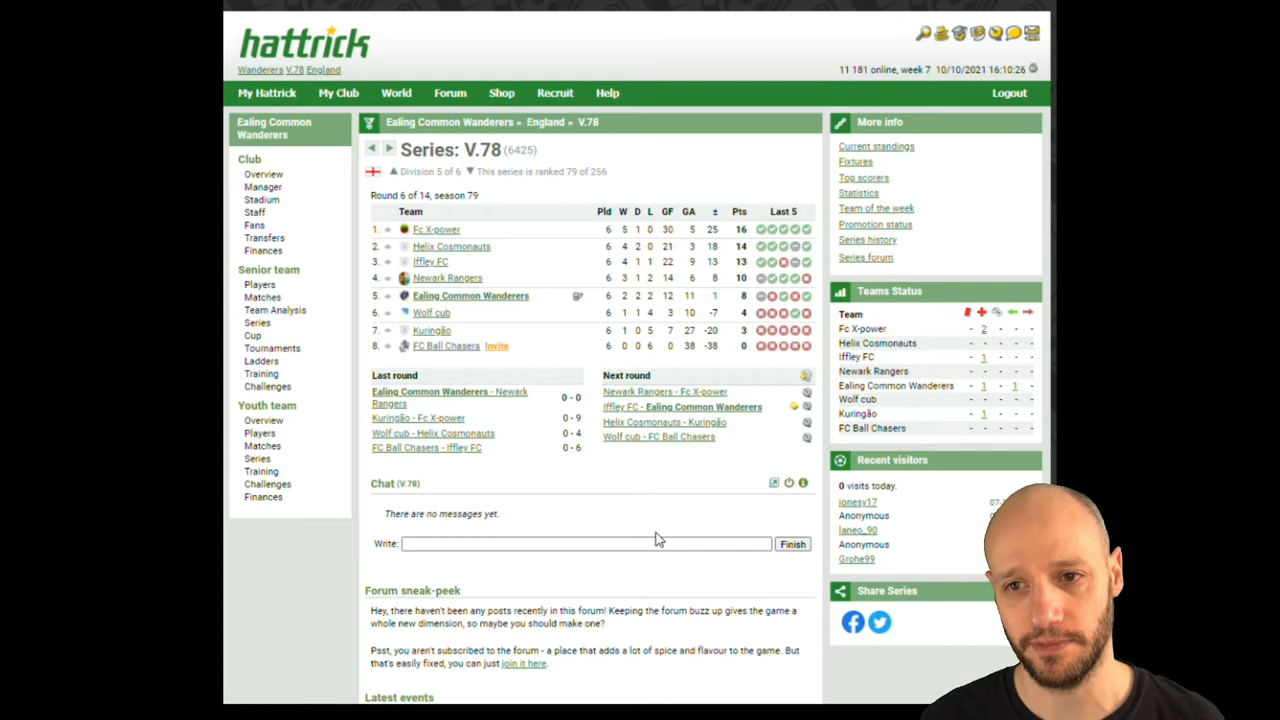 hattrick
Wanderers V.78 England
11 181 online, week 7 10/10/2021 16:10:26
My Hattrick My Club World Forum Shop Recruit Help Logout
Ealing Common
Wanderers
Club
Overview
Manager
Stadium
Staff
Fans
Transfers
Finances
Senior team
Players
Matches
Team Analysis
Series
Cup
Tournaments
Ladders
Training
Challenges
Youth team
Overview
Players
Matches
Series
Training
Challenges
Finances
Ealing Common Wanderers » England » V.78
Series: V.78 (6425)
Division 5 of 6 This series is ranked 79 of 256
Round 6 of 14, season 79
Team Pld W D L GF GA ± Pts Last 5
1. Fc X-power 6 5 1 0 30 5 25 16
2. Helix Cosmonauts 6 4 2 0 21 3 18 14
3. Iffley FC 6 4 1 1 22 9 13 13
4. Newark Rangers 6 3 1 2 14 6 8 10
5. Ealing Common Wanderers 6 2 2 2 12 11 1 8
6. Wolf cub 6 1 1 4 3 10 -7 4
7. Kuringão 6 1 0 5 7 27 -20 3
8. FC Ball Chasers Invite 6 0 0 6 0 38 -38 0
Last round
Ealing Common Wanderers - Newark
Rangers 0 - 0
Kuringão - Fc X-power 0 - 9
Wolf cub - Helix Cosmonauts 0 - 4
FC Ball Chasers - Iffley FC 0 - 6
Next round
Newark Rangers - Fc X-power
Iffley FC - Ealing Common Wanderers
Helix Cosmonauts - Kuringão
Wolf cub - FC Ball Chasers
Chat (V.78)
There are no messages yet.
Write: Finish
Forum sneak-peek
Hey, there haven't been any posts recently in this forum! Keeping the forum buzz up gives the game a
whole new dimension, so maybe you should make one?
Psst, you aren't subscribed to the forum - a place that adds a lot of spice and flavour to the game. But
that's easily fixed, you can just join it here.
Latest events
More info
Current standings
Fixtures
Top scorers
Statistics
Team of the week
Promotion status
Series history
Series forum
Teams Status
Team
Fc X-power - 2 - - -
Helix Cosmonauts - - - - -
Iffley FC - 1 - - -
Newark Rangers - - - - -
Ealing Common Wanderers - 1 - 1 -
Wolf cub - - - - -
Kuringão - 1 - - -
FC Ball Chasers - - - - -
Recent visitors
0 visits today.
jonesy17 07-
Anonymous
laneo_90
Anonymous
Grohe99
Share Series